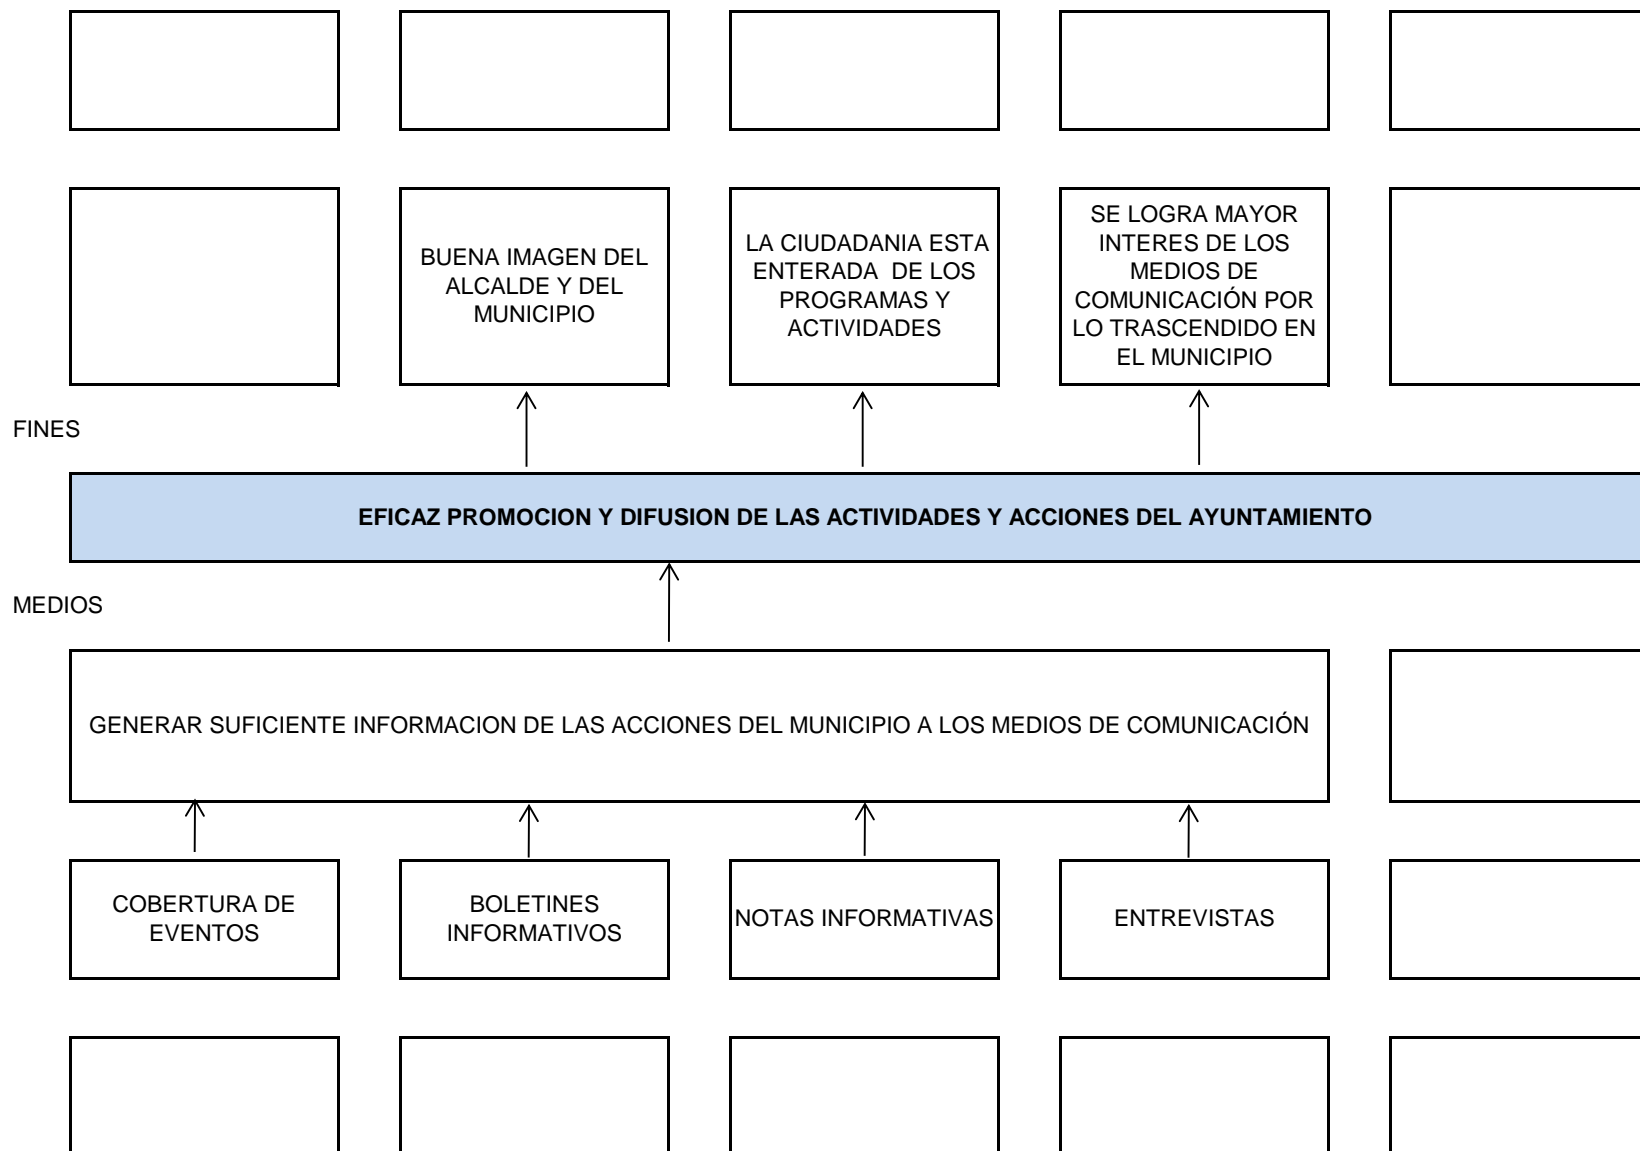 BUENA IMAGEN DEL
ALCALDE Y DEL
MUNICIPIO
LA CIUDADANIA ESTA
ENTERADA  DE LOS
PROGRAMAS Y
ACTIVIDADES
SE LOGRA MAYOR
INTERES DE LOS
MEDIOS DE
COMUNICACIÓN POR
LO TRASCENDIDO EN
EL MUNICIPIO
FINES
EFICAZ PROMOCION Y DIFUSION DE LAS ACTIVIDADES Y ACCIONES DEL AYUNTAMIENTO
MEDIOS
GENERAR SUFICIENTE INFORMACION DE LAS ACCIONES DEL MUNICIPIO A LOS MEDIOS DE COMUNICACIÓN
COBERTURA DE
EVENTOS
BOLETINES
INFORMATIVOS
NOTAS INFORMATIVAS
ENTREVISTAS